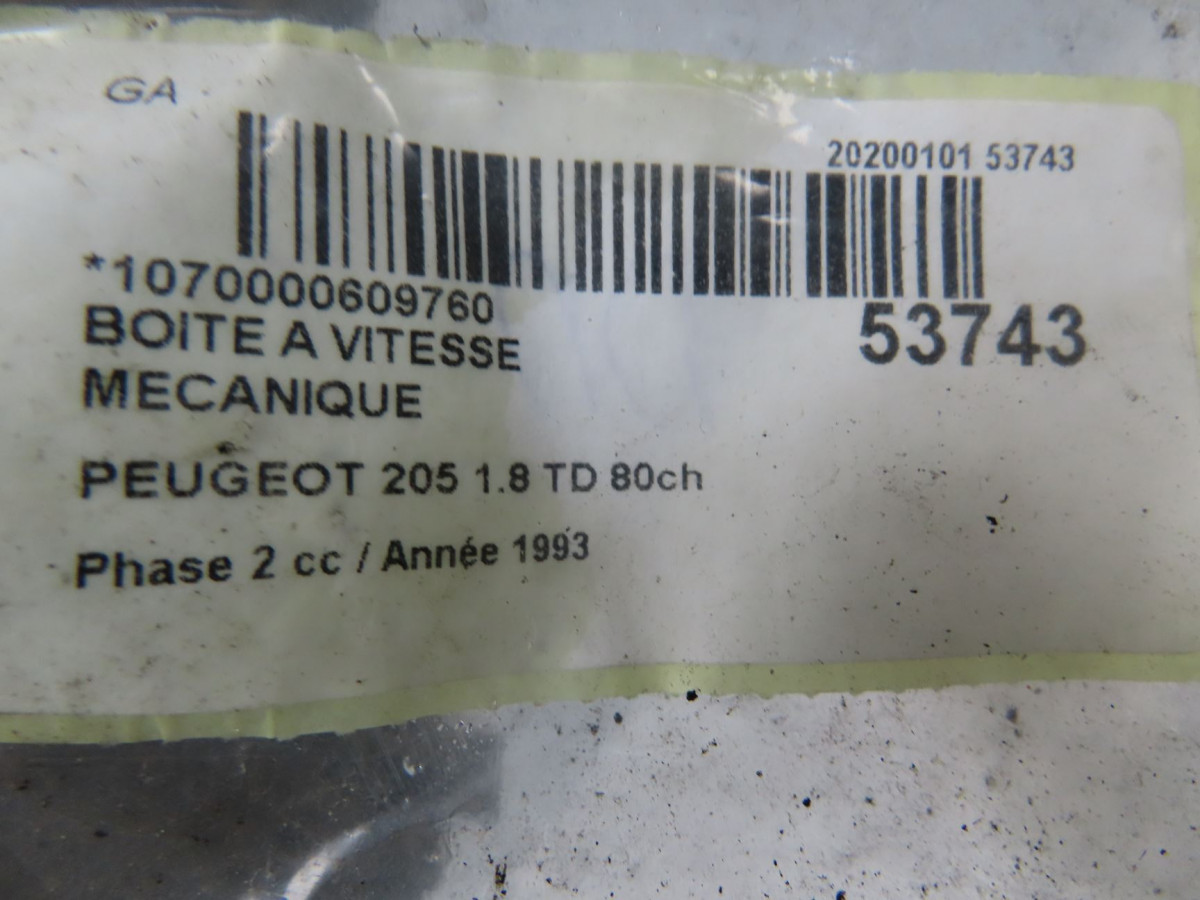 GA
20200101 53743
*1070000609760
53743
BOITE A VITESSE
MECANIQUE
PEUGEOT 205 1.8 TD 80ch
Phase 2 cc / Année 1993